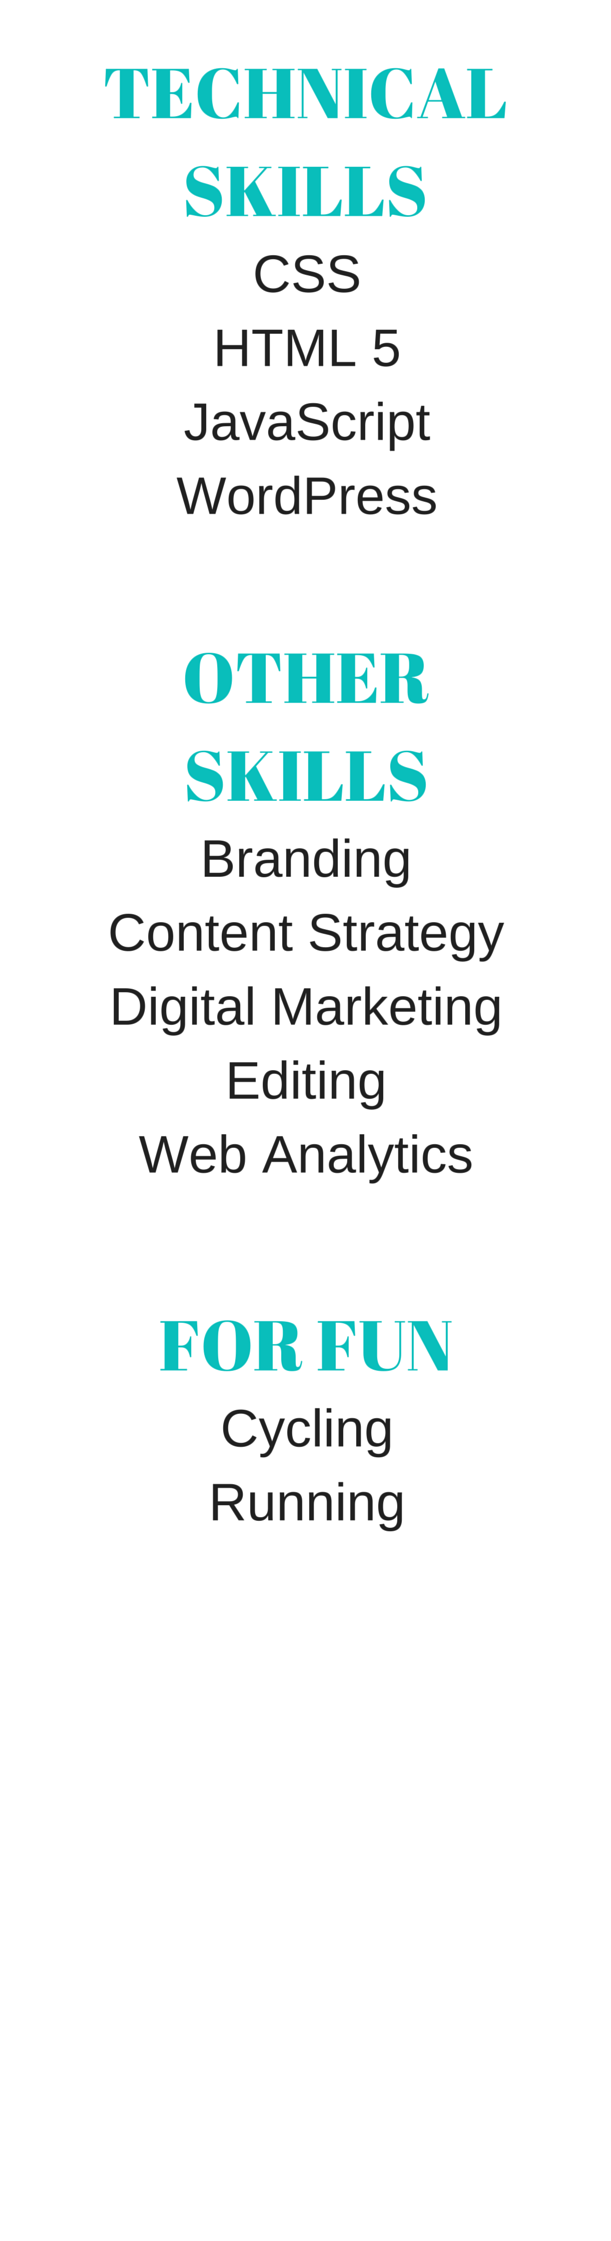 TECHNICAL
SKILLS
CSS
HTML 5
JavaScript
WordPress
OTHER
SKILLS
Branding
Content Strategy
Digital Marketing
Editing
Web Analytics
FOR FUN
Cycling
Running